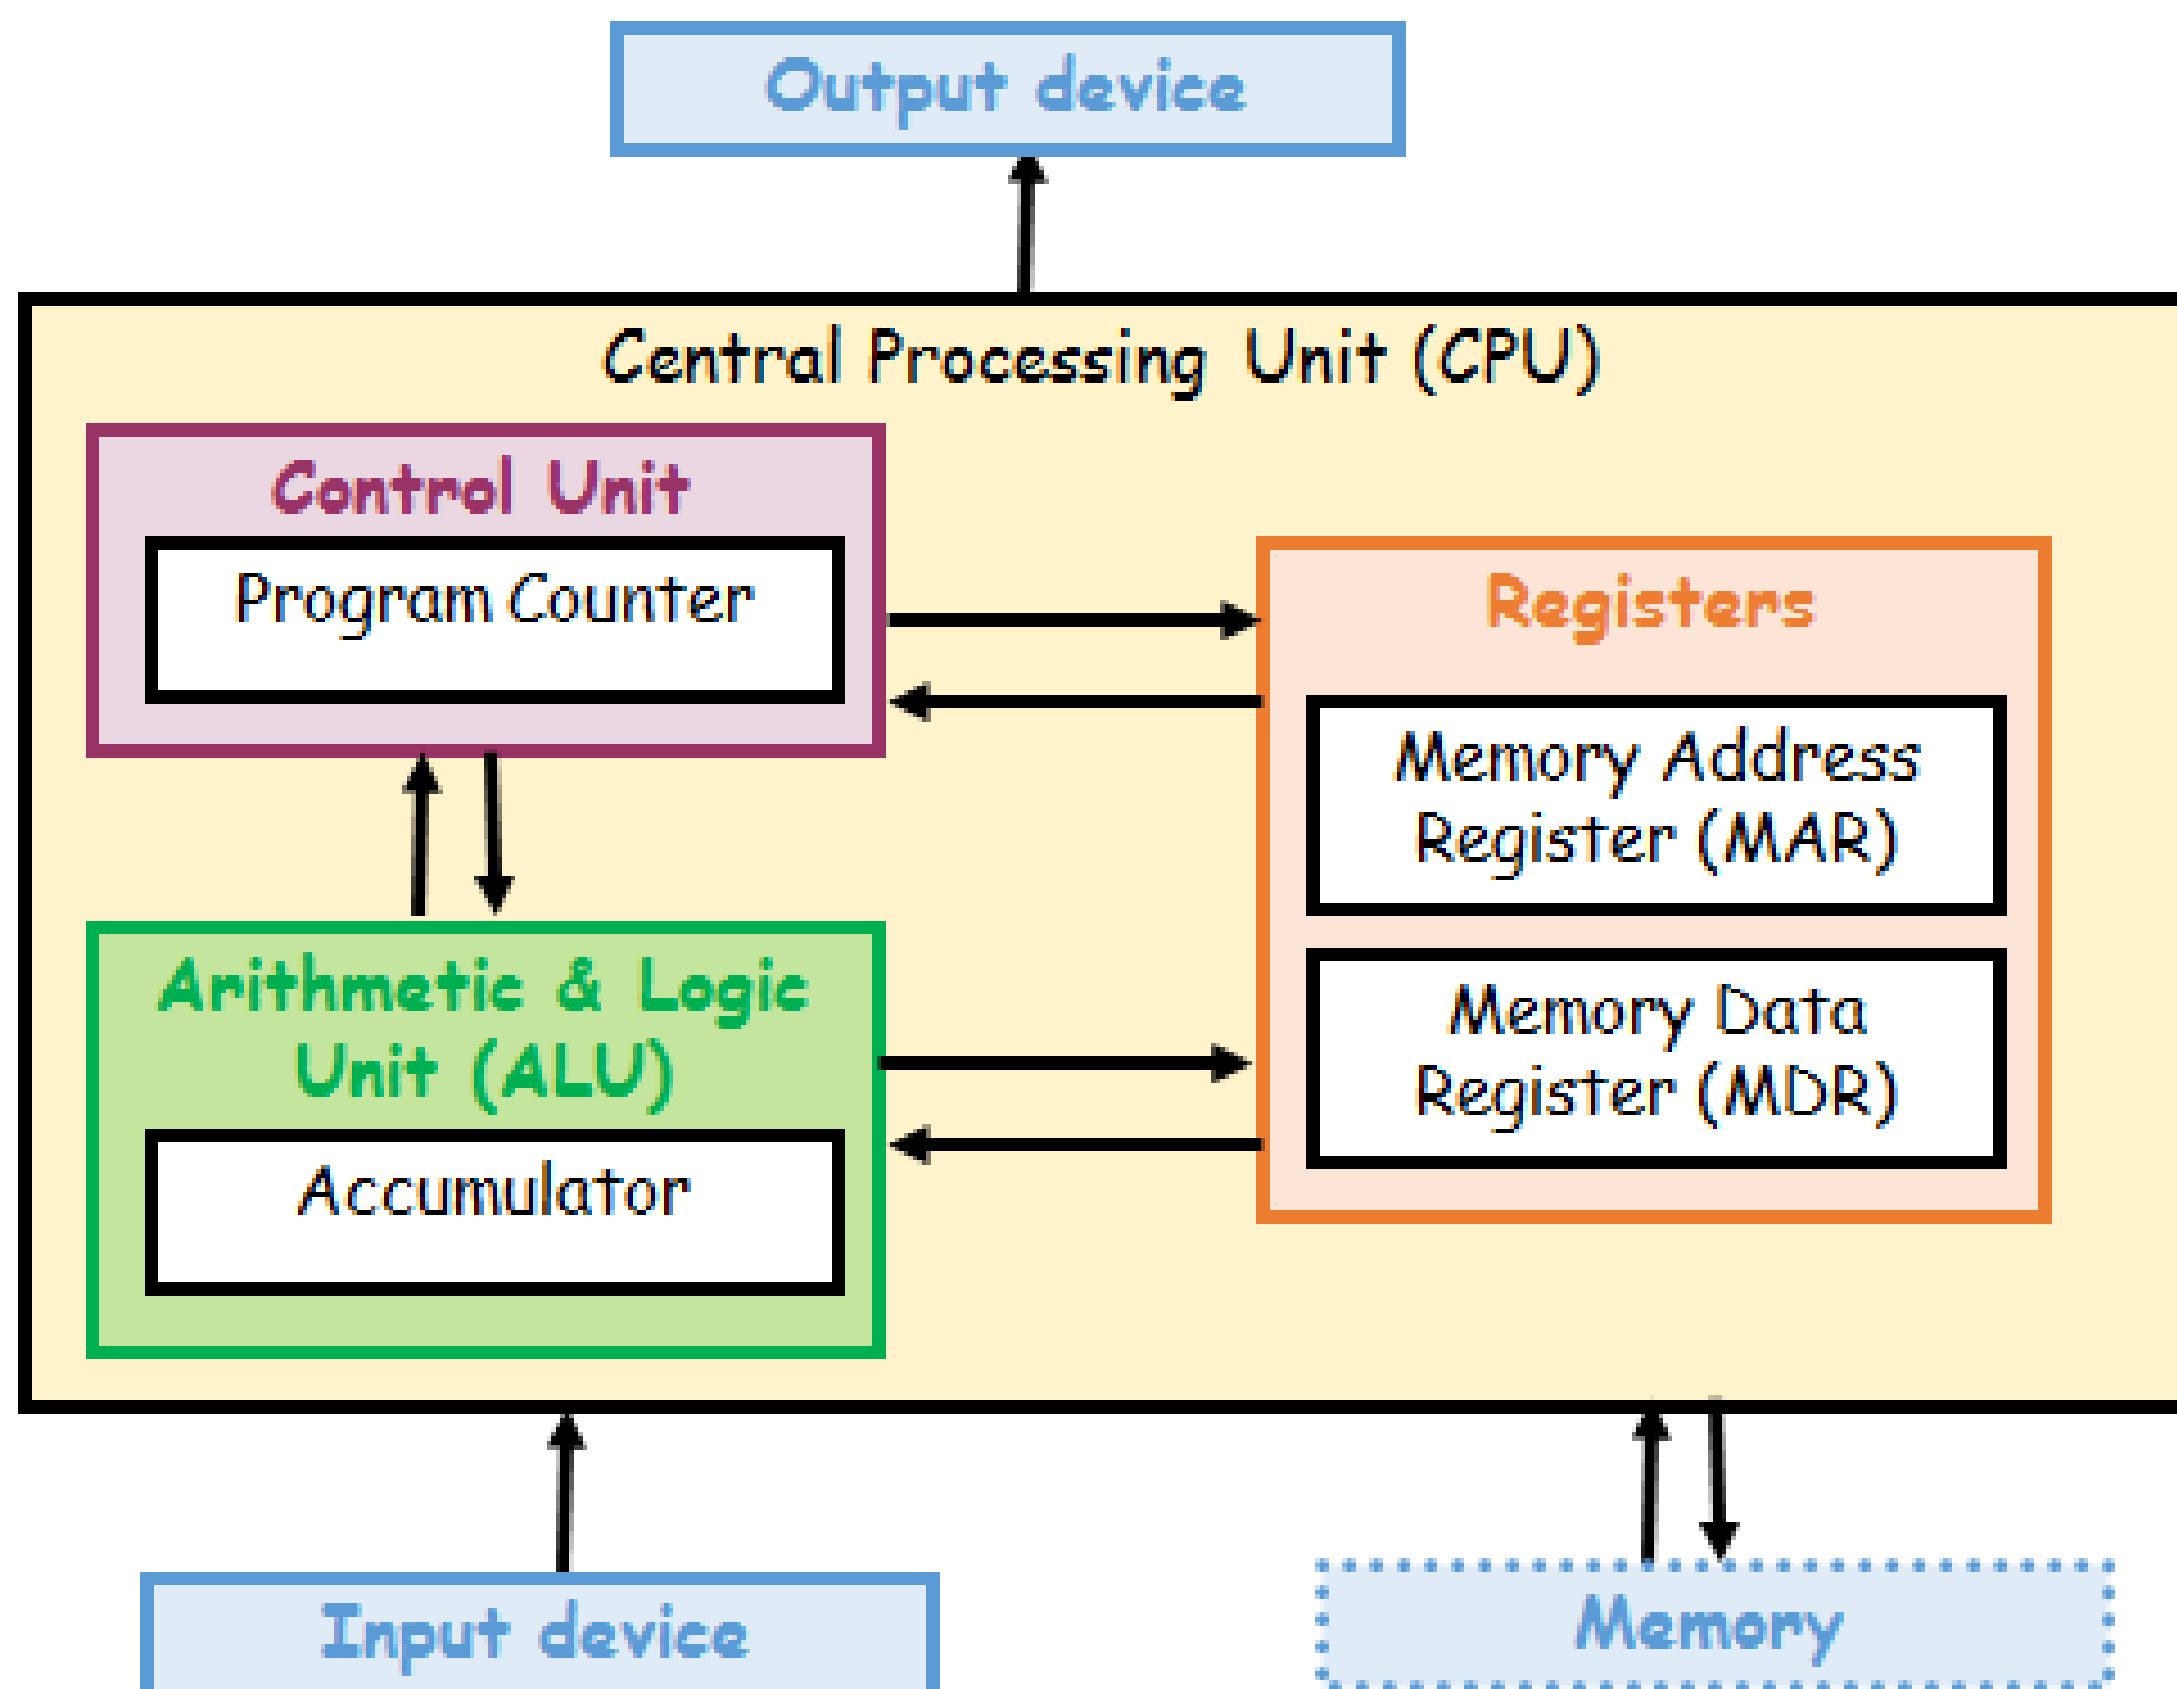 Output device
Central Processing Unit (CPU)
Control Unit
Program Counter
Registers
Memory Address
Register (MAR)
Memory Data
Register (MDR)
Arithmetic & Logic
Unit (ALU)
Accumulator
Input device
Memory